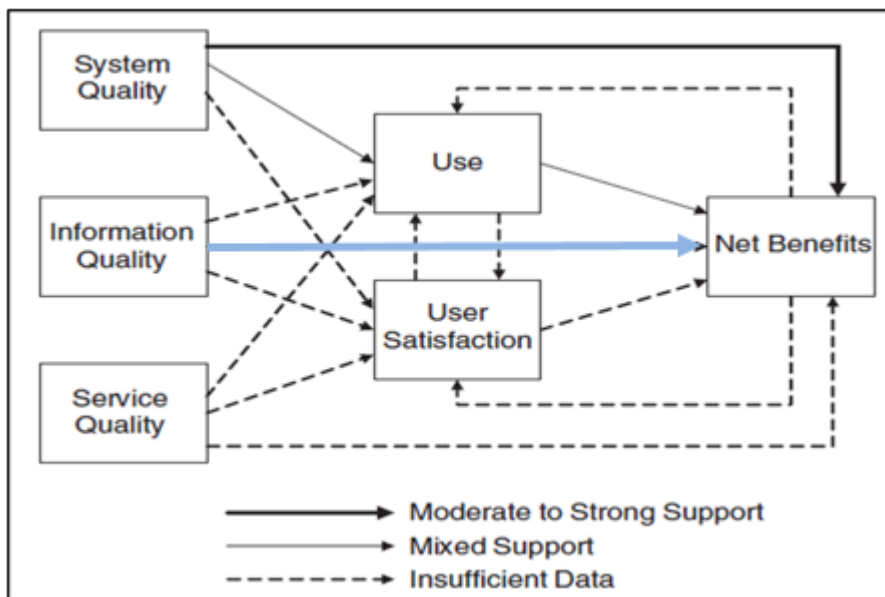 System
Quality
Use
Information
Quality
Net Benefits
User
Satisfaction
Service
Quality
Moderate to Strong Support
Mixed Support
Insufficient Data